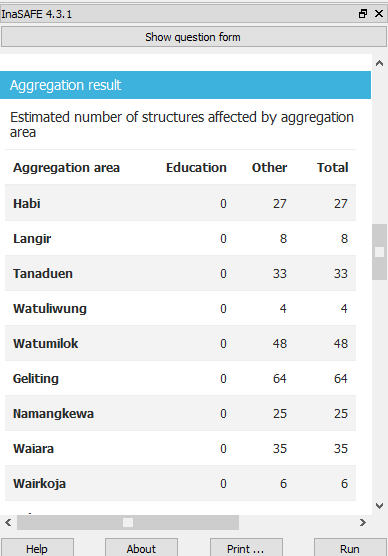 InaSAFE 4.3.1
Show question form
Aggregation result
Estimated number of structures affected by aggregation
area
Aggregation area Education Other Total
Habi 0 27 27
Langir 0 8 8
Tanaduen 0 33 33
Watuliwung 0 4 4
Watumilok 0 48 48
Geliting 0 64 64
Namangkewa 0 25 25
Waiara 0 35 35
Wairkoja 0 6 6
Help About Print ... Run